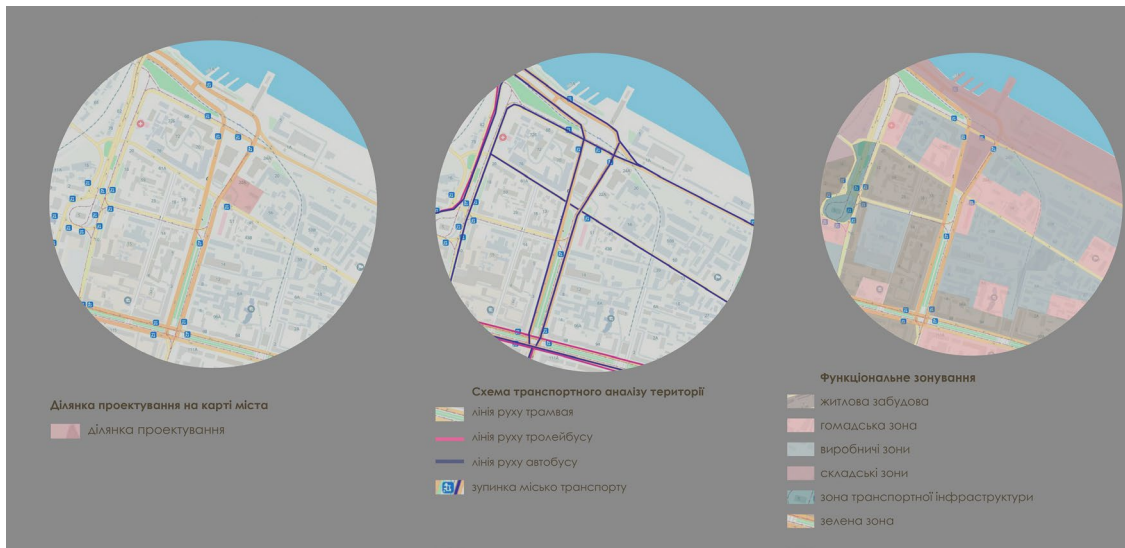 Ділянка проектування на карті міста
ділянка проектування
Схема транспортного аналізу території
лінія руху трамвая
лінія руху тролейбусу
лінія руху автобусу
зупинка місько транспорту
Функціональне зонування
житлова забудова
гомадська зона
виробничі зони
складські зони
зона транспортної інфраструктури
зелена зона